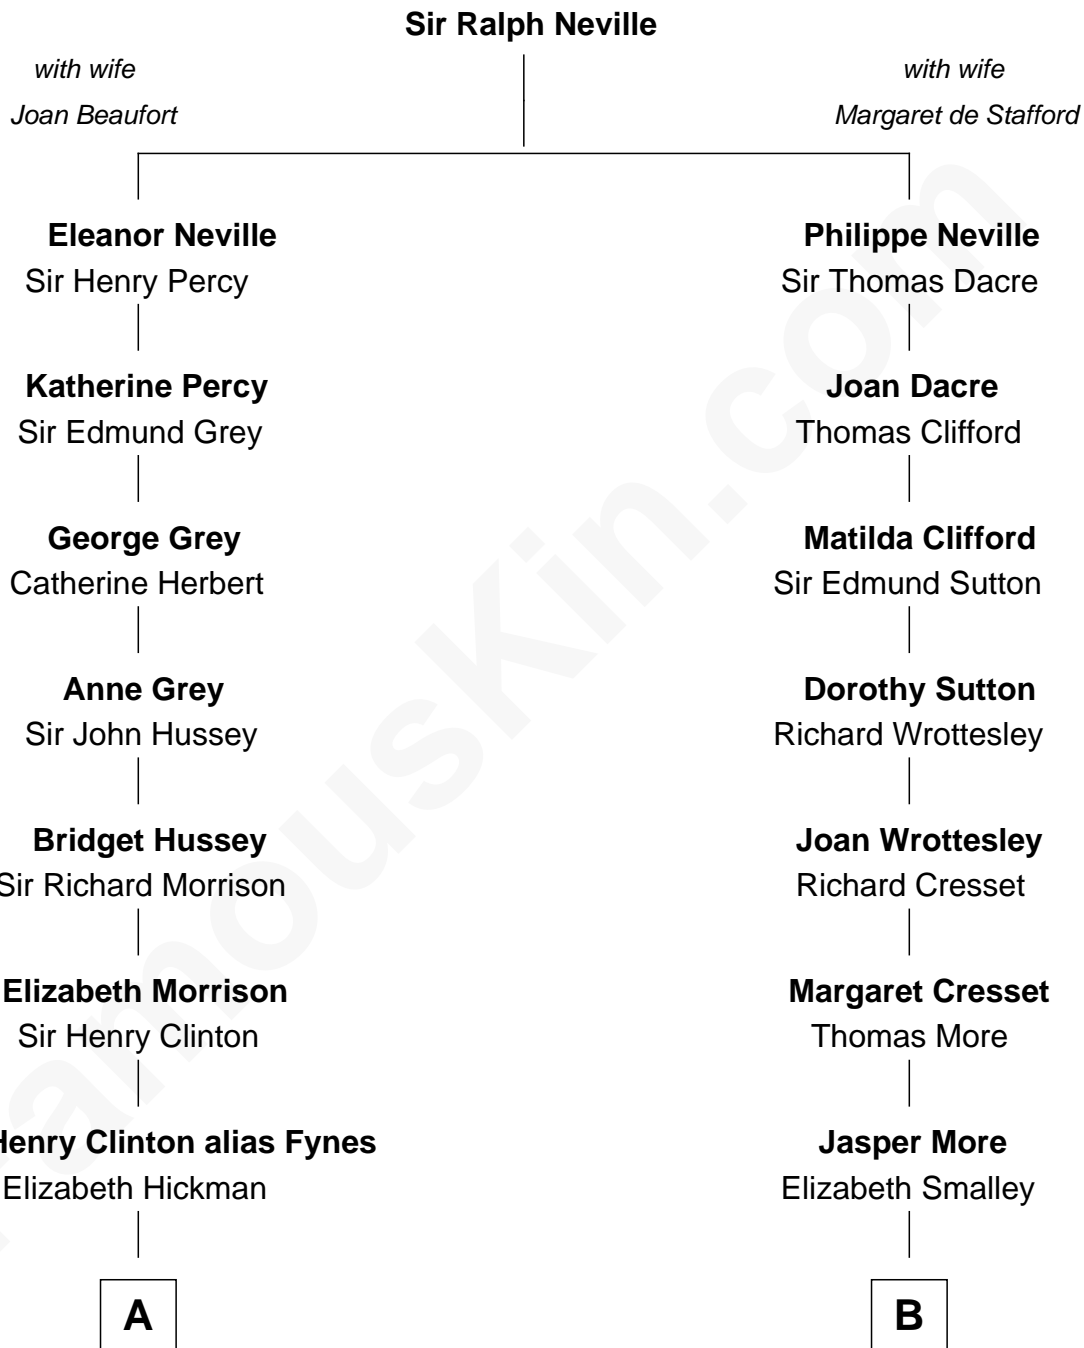 Sir Ralph Neville
with wife
Joan Beaufort
with wife
Margaret de Stafford
Eleanor Neville
Sir Henry Percy
Philippe Neville
Sir Thomas Dacre
Katherine Percy
Sir Edmund Grey
Joan Dacre
Thomas Clifford
George Grey
Catherine Herbert
Matilda Clifford
Sir Edmund Sutton
Anne Grey
Sir John Hussey
Dorothy Sutton
Richard Wrottesley
Bridget Hussey
Sir Richard Morrison
Joan Wrottesley
Richard Cresset
Elizabeth Morrison
Sir Henry Clinton
Margaret Cresset
Thomas More
Henry Clinton alias Fynes
Elizabeth Hickman
Jasper More
Elizabeth Smalley
A
B
FamousKin.com